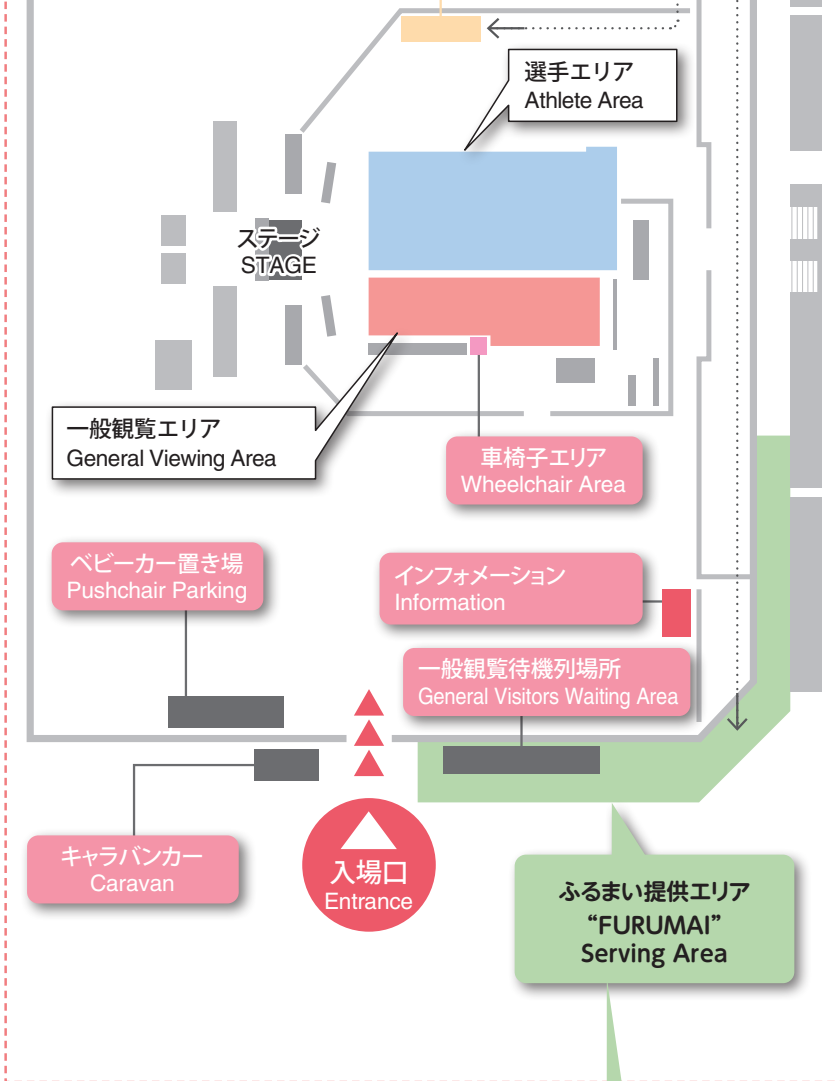 選手エリア
Athlete Area
ステージ
STAGE
一般観覧エリア
General Viewing Area
車椅子エリア
Wheelchair Area
ベビーカー置き場
Pushchair Parking
インフォメーション
Information
一般観覧待機列場所
General Visitors Waiting Area
キャラバンカー
Caravan
入場口
Entrance
ふるまい提供エリア
“FURUMAI”
Serving Area